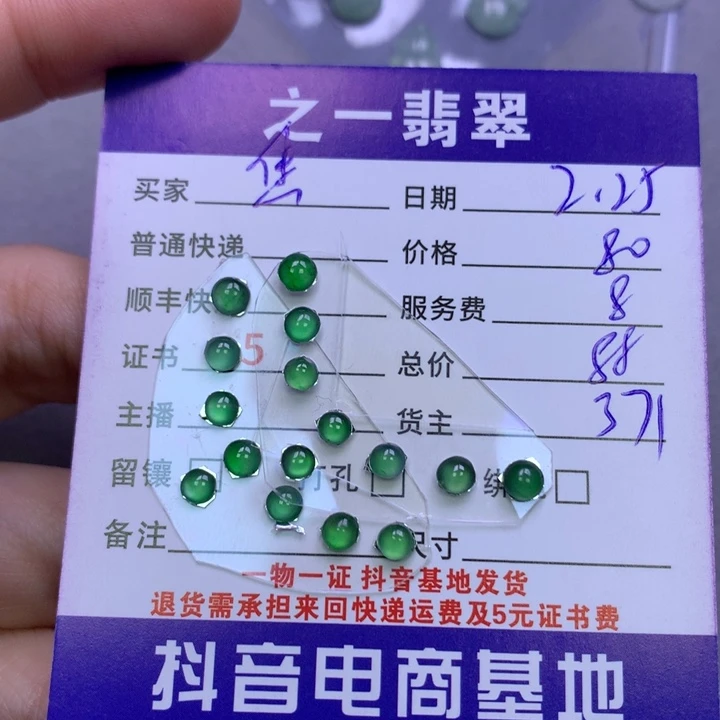 之一翡翠
买家 焦 日期 2.25
普通快递 价格 80
顺丰快 服务费 8
证书 5 总价 88
主播 货主 371
留镶 打孔
备注 尺寸
一物一证 抖音基地发货
退货需承担来回快递运费及5元证书费
抖音电商基地